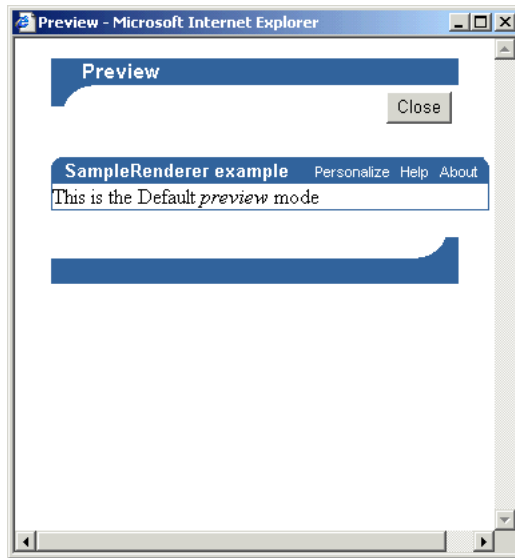 Preview - Microsoft Internet Explorer
Preview
Close
SampleRenderer example Personalize Help About
This is the Default preview mode